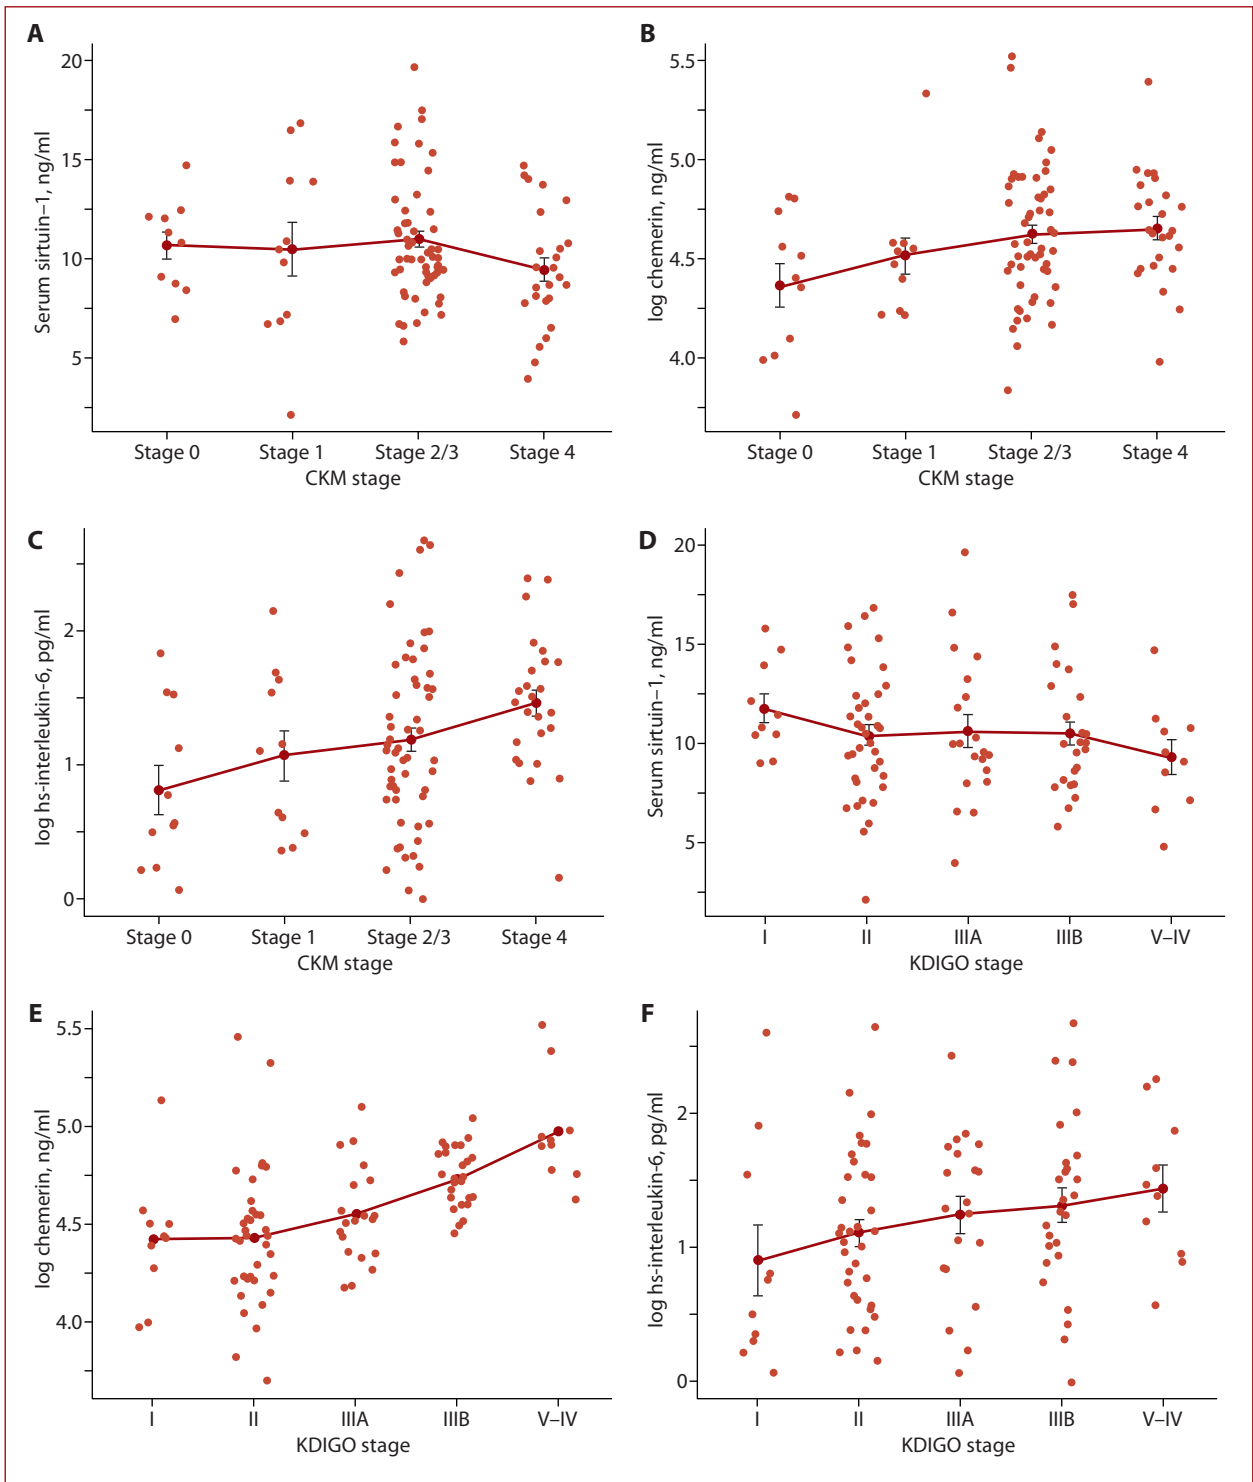 A
Serum sirtuin–1, ng/ml
20
15
10
5
Stage 0 Stage 1 Stage 2/3 Stage 4
CKM stage
B
log chemerin, ng/ml
5.5
5.0
4.5
4.0
Stage 0 Stage 1 Stage 2/3 Stage 4
CKM stage
C
log hs-interleukin-6, pg/ml
2
1
0
Stage 0 Stage 1 Stage 2/3 Stage 4
CKM stage
D
Serum sirtuin–1, ng/ml
20
15
10
5
I II IIIA IIIB V–IV
KDIGO stage
E
log chemerin, ng/ml
5.5
5.0
4.5
4.0
I II IIIA IIIB V–IV
KDIGO stage
F
log hs-interleukin-6, pg/ml
2
1
0
I II IIIA IIIB V–IV
KDIGO stage